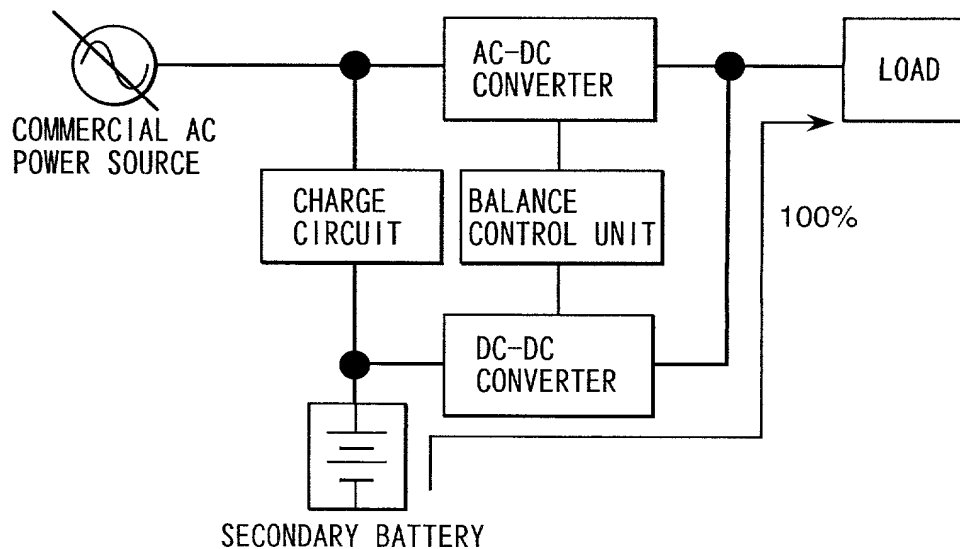 AC-DC
CONVERTER
LOAD
COMMERCIAL AC
POWER SOURCE
CHARGE
CIRCUIT
BALANCE
CONTROL UNIT
100%
DC-DC
CONVERTER
SECONDARY BATTERY